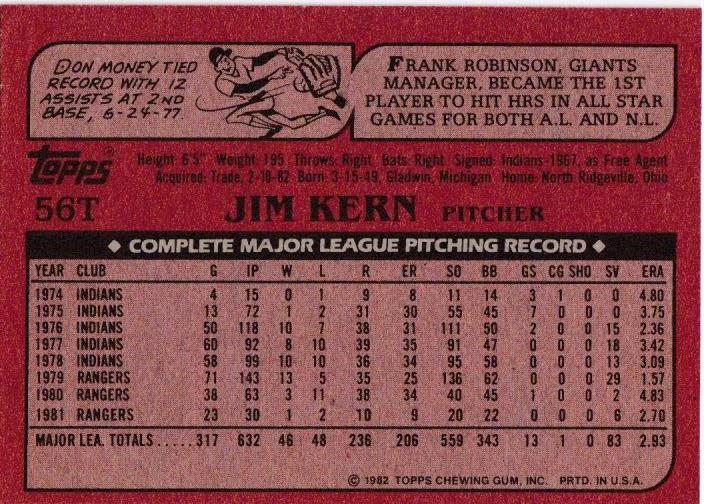 DON MONEY TIED
RECORD WITH 12
ASSISTS AT 2ND
BASE, 6-24-77.
FRANK ROBINSON, GIANTS
MANAGER, BECAME THE 1ST
PLAYER TO HIT HRS IN ALL STAR
GAMES FOR BOTH A.L. AND N.L.
TOPPS®
56T
Height: 6'5" Weight: 195 Throws: Right Bats: Right Signed: Indians-1967, as Free Agent
Acquired: Trade, 2-10-82 Born: 3-15-49, Gladwin, Michigan Home: North Ridgeville, Ohio
JIM KERN PITCHER
◆ COMPLETE MAJOR LEAGUE PITCHING RECORD ◆
YEAR CLUB G IP W L R ER SO BB GS CG SHO SV ERA
1974 INDIANS 4 15 0 1 9 8 11 14 3 1 0 0 4.80
1975 INDIANS 13 72 1 2 31 30 55 45 7 0 0 0 3.75
1976 INDIANS 50 118 10 7 38 31 111 50 2 0 0 15 2.36
1977 INDIANS 60 92 8 10 39 35 91 47 0 0 0 18 3.42
1978 INDIANS 58 99 10 10 36 34 95 58 0 0 0 13 3.09
1979 RANGERS 71 143 13 5 35 25 136 62 0 0 0 29 1.57
1980 RANGERS 38 63 3 11 38 34 40 45 1 0 0 2 4.83
1981 RANGERS 23 30 1 2 10 9 20 22 0 0 0 6 2.70
MAJOR LEA. TOTALS.....317 632 46 48 236 206 559 343 13 1 0 83 2.93
© 1982 TOPPS CHEWING GUM, INC. PRTD. IN U.S.A.